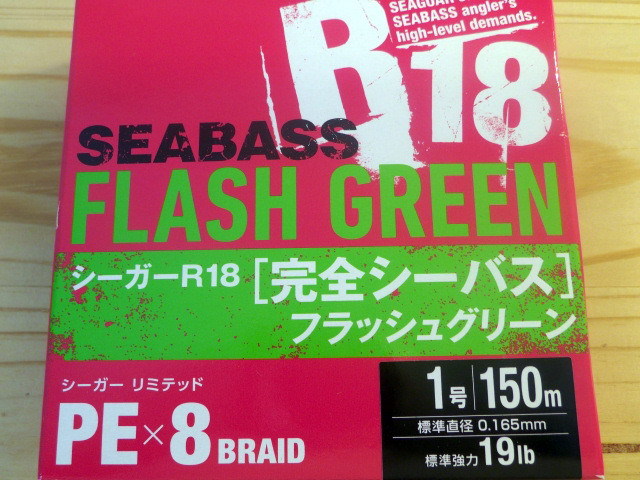 SEABASS angler's
high-level demands.
R18
SEABASS
FLASH GREEN
シーガーR18 [完全シーバス]
フラッシュグリーン
シーガー リミテッド
PE×8 BRAID
1号 150m
標準直径 0.165mm
標準強力 19lb